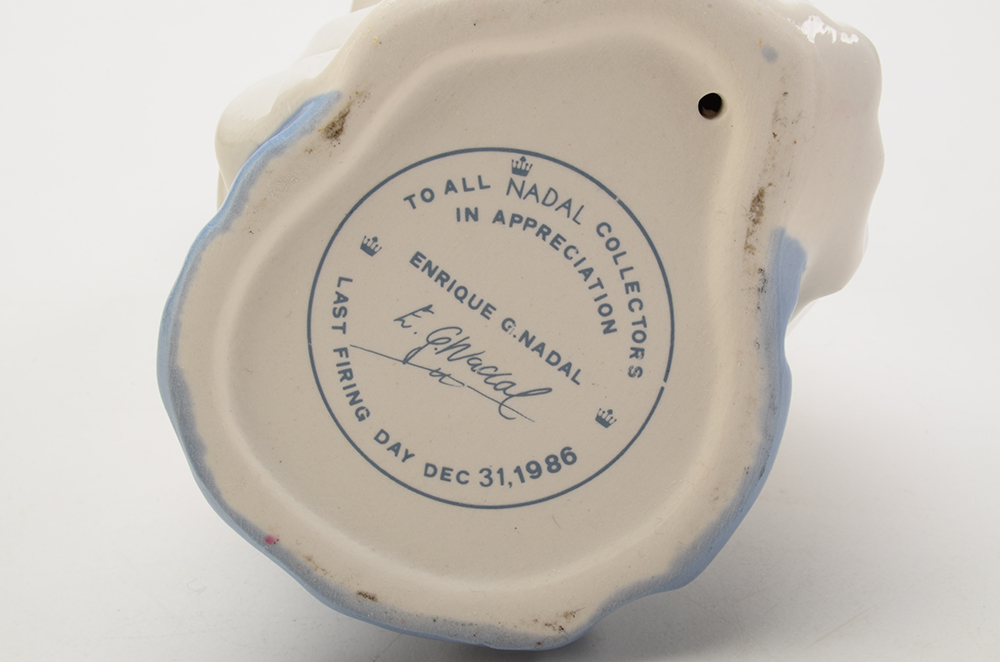 TO ALL NADAL COLLECTORS
IN APPRECIATION
ENRIQUE G.NADAL
E. G.Nadal
LAST FIRING DAY DEC 31,1986